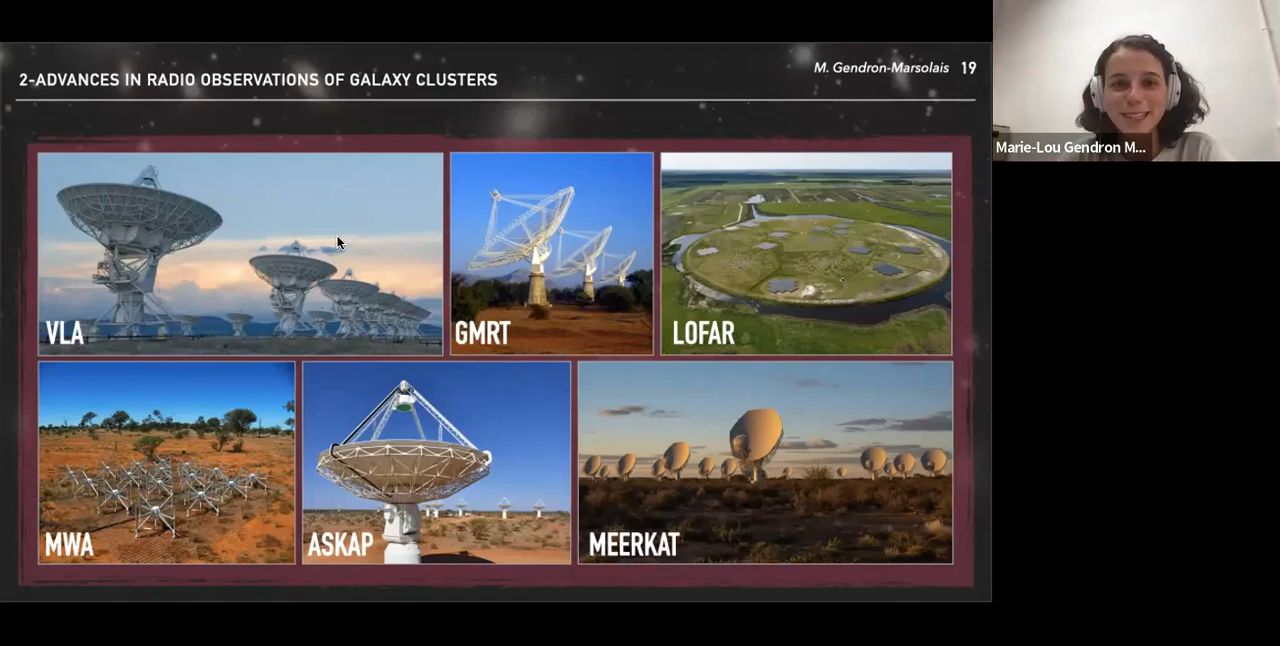 2-ADVANCES IN RADIO OBSERVATIONS OF GALAXY CLUSTERS
M. Gendron-Marsolais 19
Marie-Lou Gendron M...
VLA
GMRT
LOFAR
MWA
ASKAP
MEERKAT